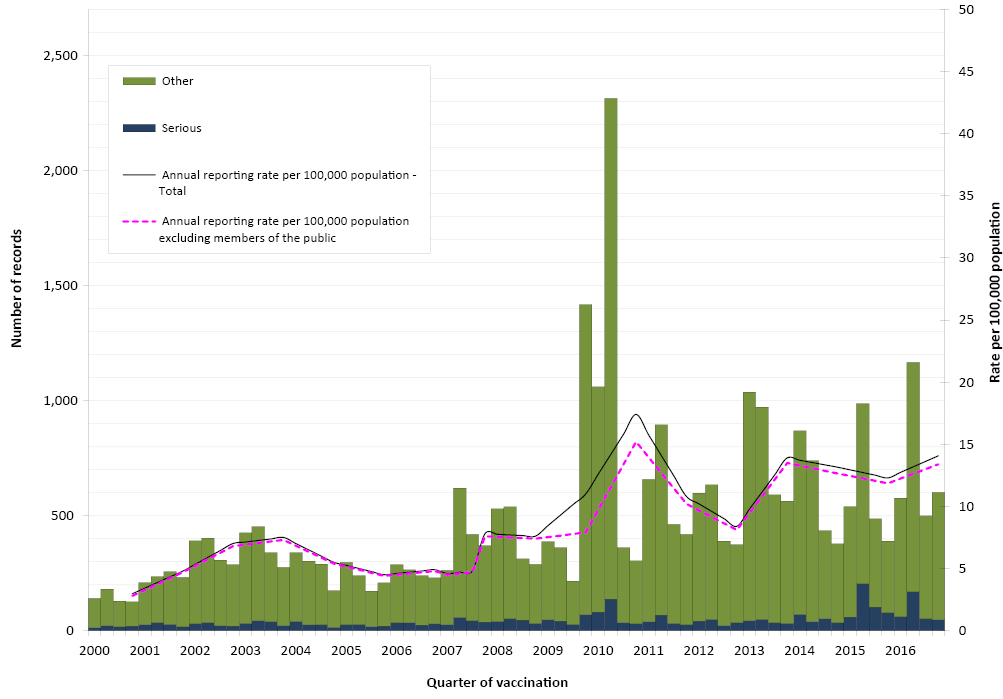 50
2,500
45
Other
40
Serious
2,000
Annual reporting rate per 100,000 population -
Total
35
Annual reporting rate per 100,000 population
excluding members of the public
30
1,500
25
Number of records
Rate per 100,000 population
20
1,000
15
10
500
5
0
0
2000 2001 2002 2003 2004 2005 2006 2007 2008 2009 2010 2011 2012 2013 2014 2015 2016
Quarter of vaccination